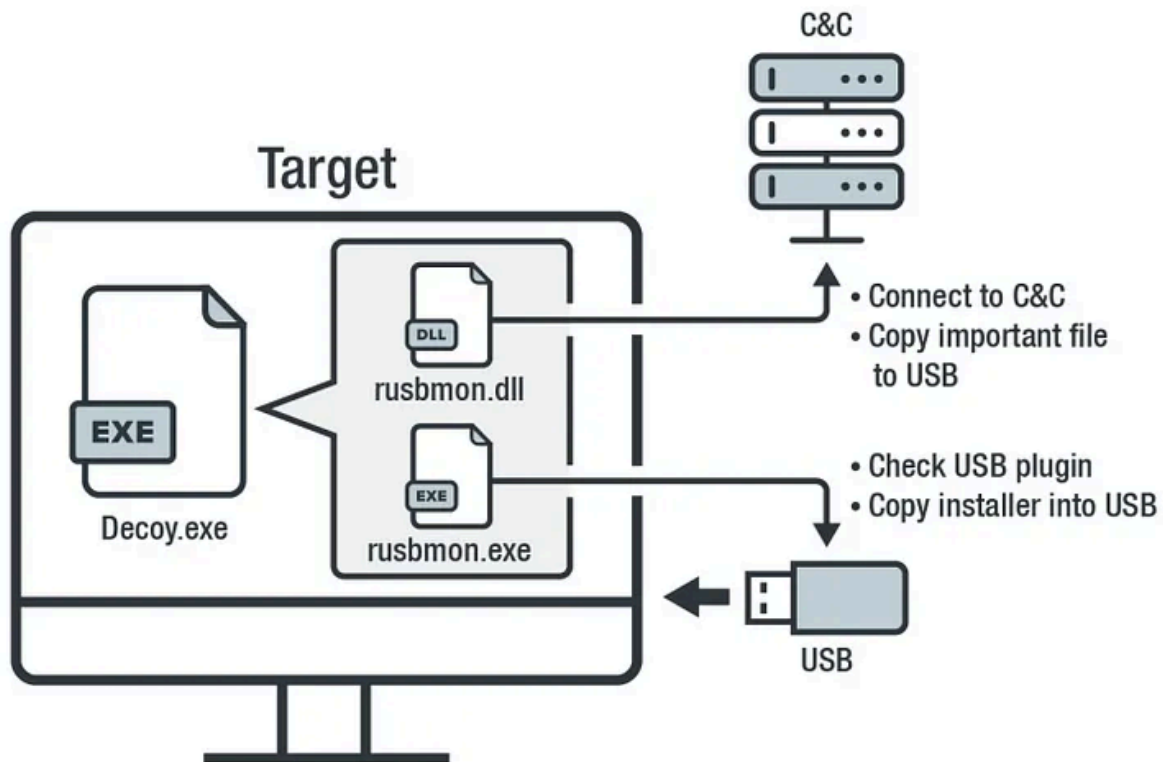 C&C
Target
• Connect to C&C
• Copy important file
to USB
DLL
rusbmon.dll
EXE
Decoy.exe
EXE
rusbmon.exe
• Check USB plugin
• Copy installer into USB
USB